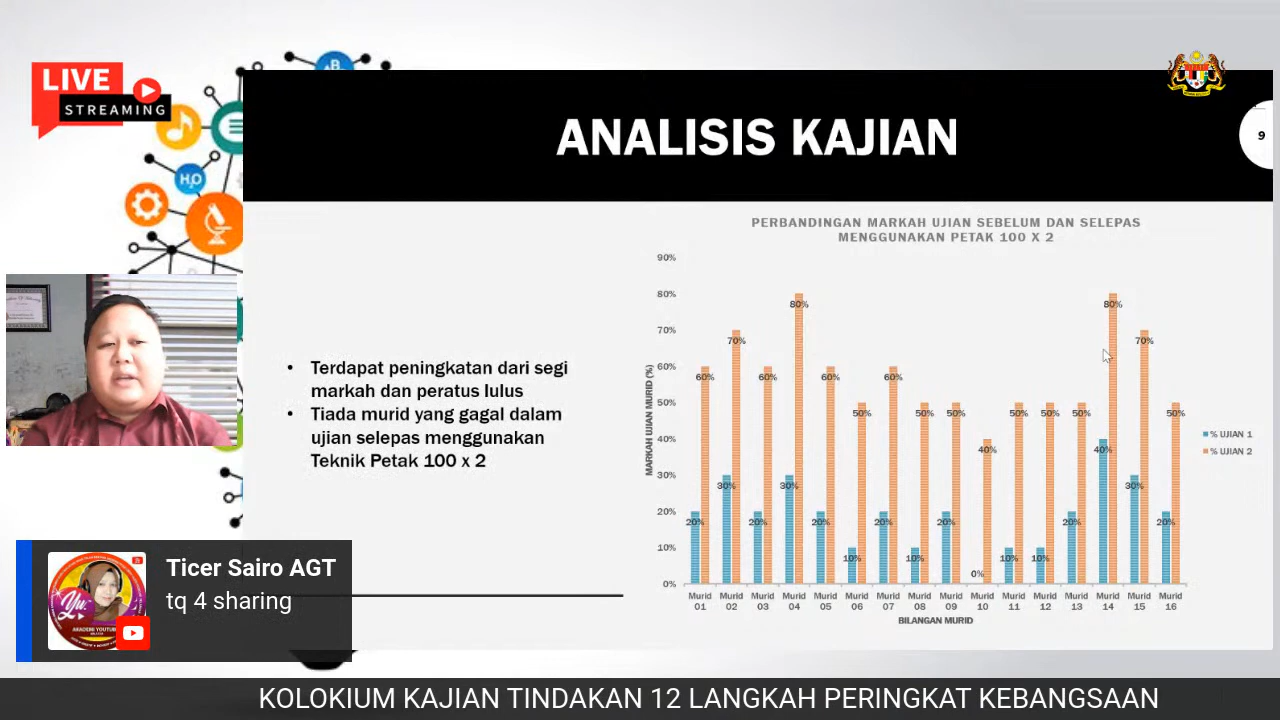 LIVE
STREAMING
B
H₂O
ANALISIS KAJIAN
9
Terdapat peningkatan dari segi
markah dan peratus lulus
Tiada murid yang gagal dalam
ujian selepas menggunakan
Teknik Petak 100 x 2
PERBANDINGAN MARKAH UJIAN SEBELUM DAN SELEPAS
MENGGUNAKAN PETAK 100 X 2
MARKAH UJIAN MURID (%)
90%
80%
70%
60%
50%
40%
30%
20%
10%
0%
20% 60% 30% 70% 20% 60% 30% 80% 20% 60% 10% 50% 20% 60% 10% 50% 20% 50% 0% 40% 10% 50% 10% 50% 20% 50% 40% 80% 30% 70% 20% 50%
Murid Murid Murid Murid Murid Murid Murid Murid Murid Murid Murid Murid Murid Murid Murid Murid
01 02 03 04 05 06 07 08 09 10 11 12 13 14 15 16
BILANGAN MURID
% UJIAN 1
% UJIAN 2
Ticer Sairo AGT
tq 4 sharing
AKADEMI YOUTUBER
KOLOKIUM KAJIAN TINDAKAN 12 LANGKAH PERINGKAT KEBANGSAAN